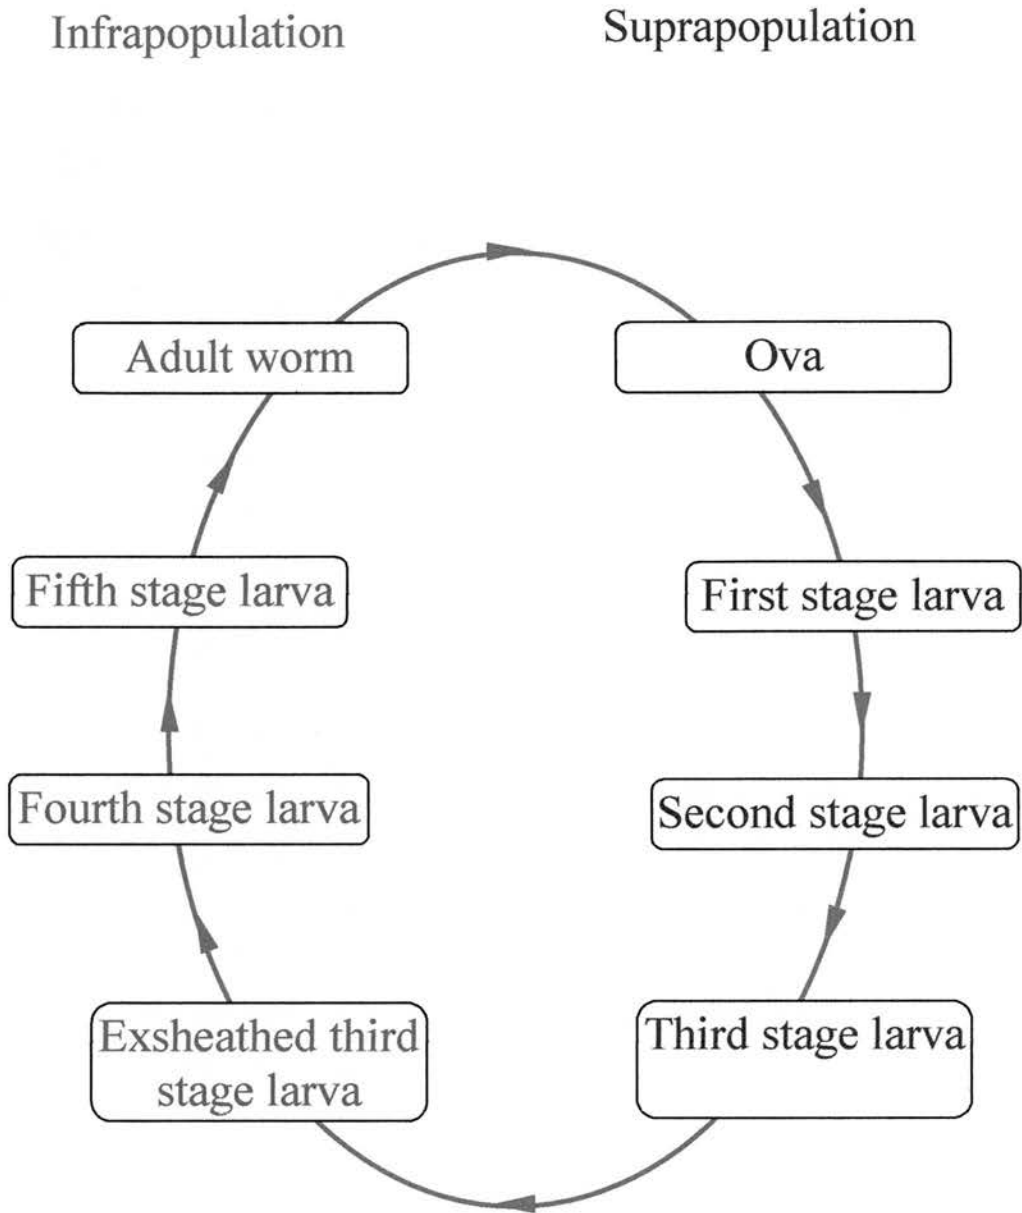 Infrapopulation
Suprapopulation
Adult worm
Ova
Fifth stage larva
First stage larva
Fourth stage larva
Second stage larva
Exsheathed third
stage larva
Third stage larva